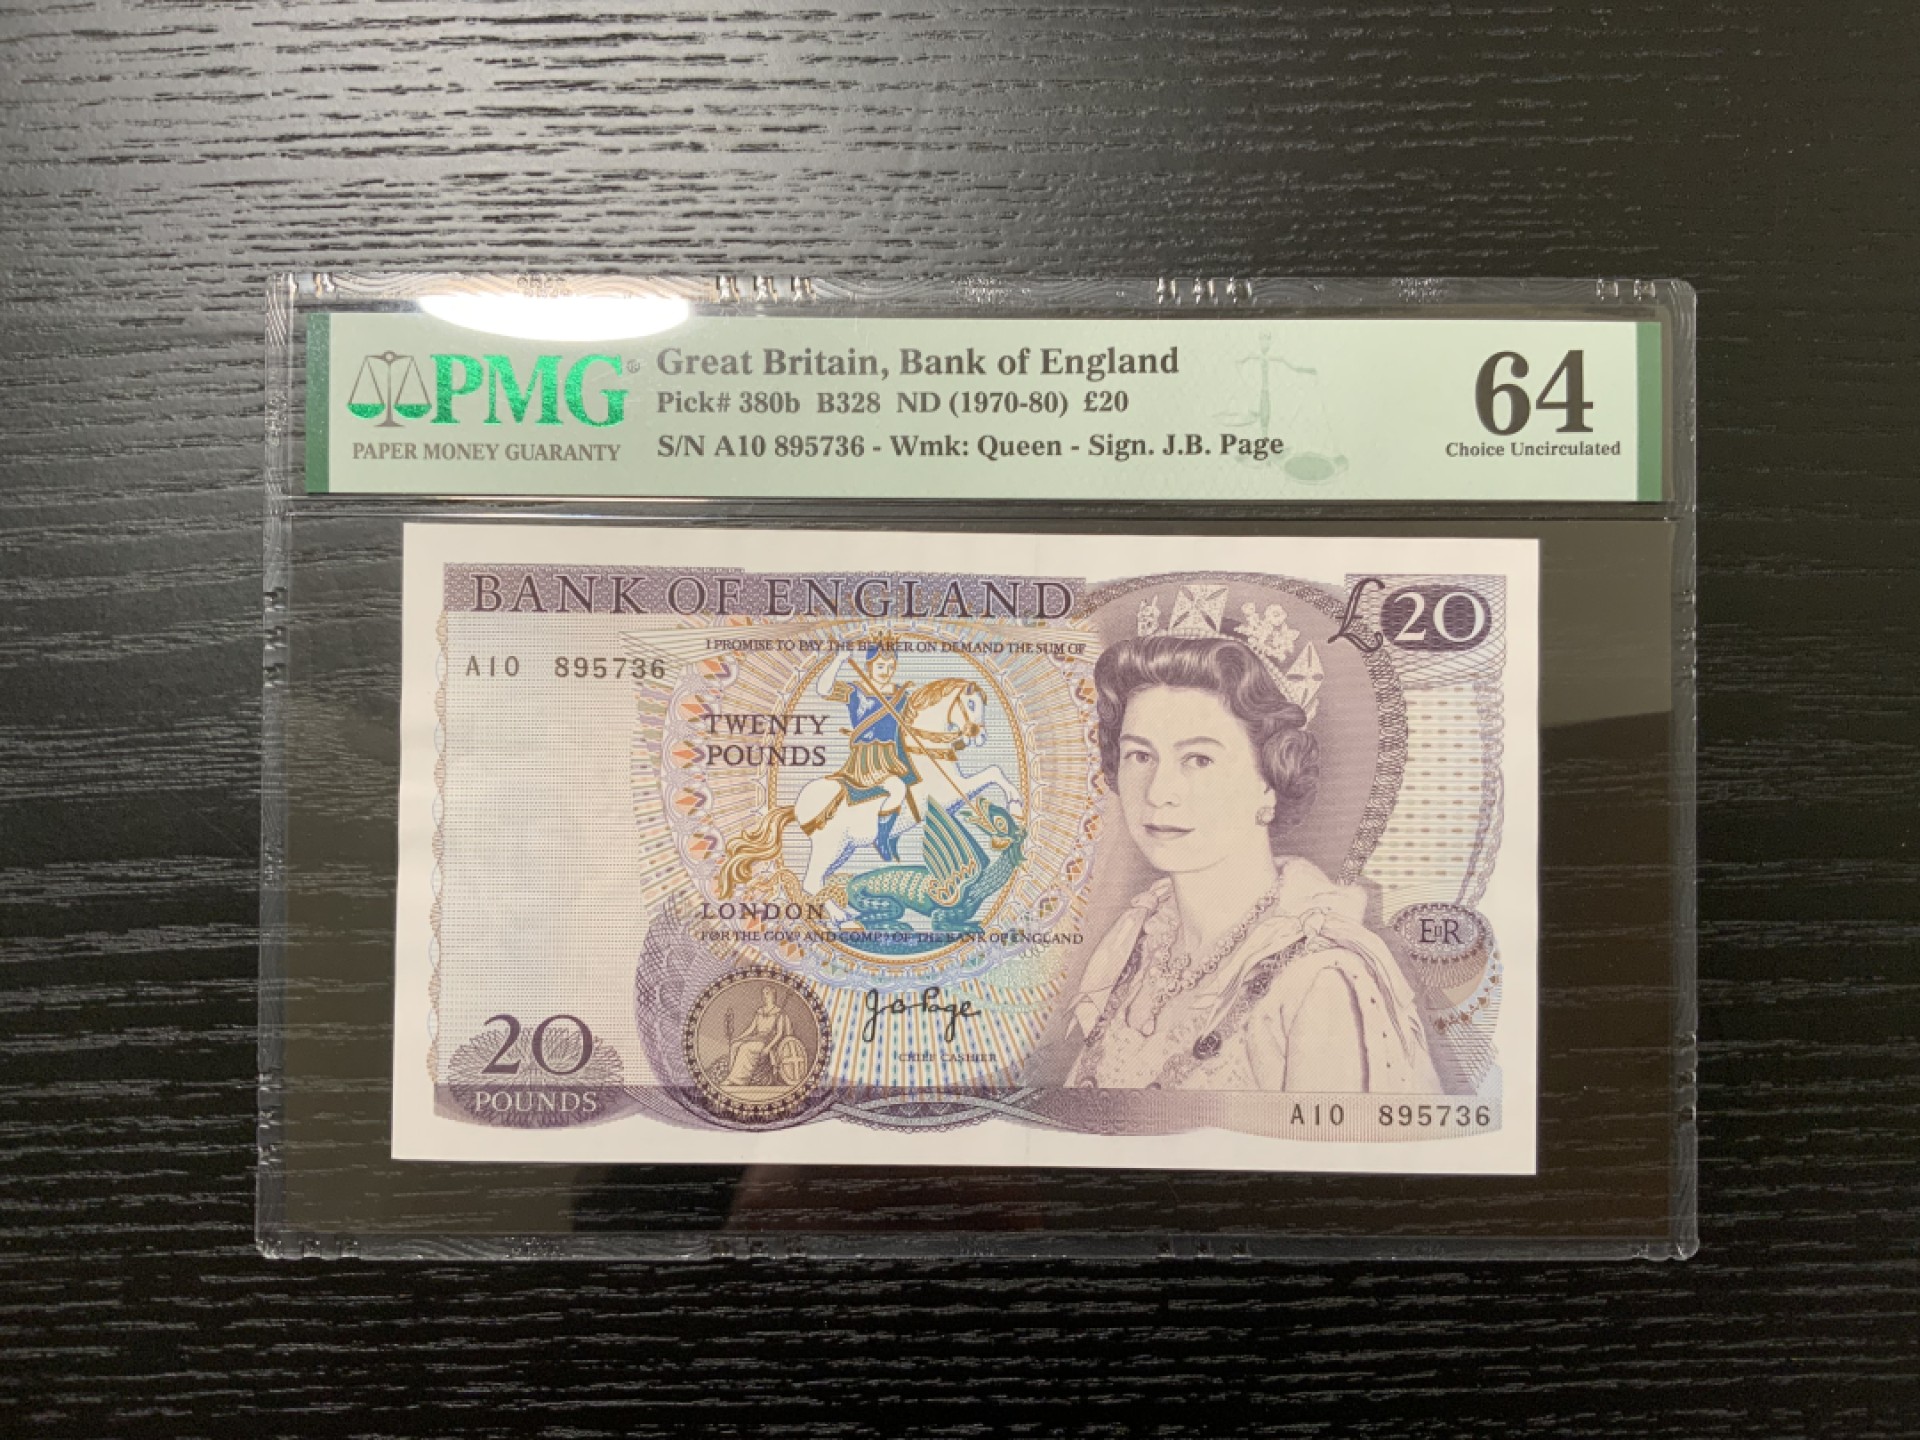 PMG®
PAPER MONEY GUARANTY
Great Britain, Bank of England
Pick# 380b B328 ND (1970-80) £20
S/N A10 895736 - Wmk: Queen - Sign. J.B. Page
64
Choice Uncirculated
BANK OF ENGLAND
£20
I PROMISE TO PAY THE BEARER ON DEMAND THE SUM OF
A10 895736
TWENTY
POUNDS
LONDON
FOR THE GOVR AND COMPA OF THE BANK OF ENGLAND
EIIR
J B Page
CHIEF CASHIER
20
POUNDS
A10 895736